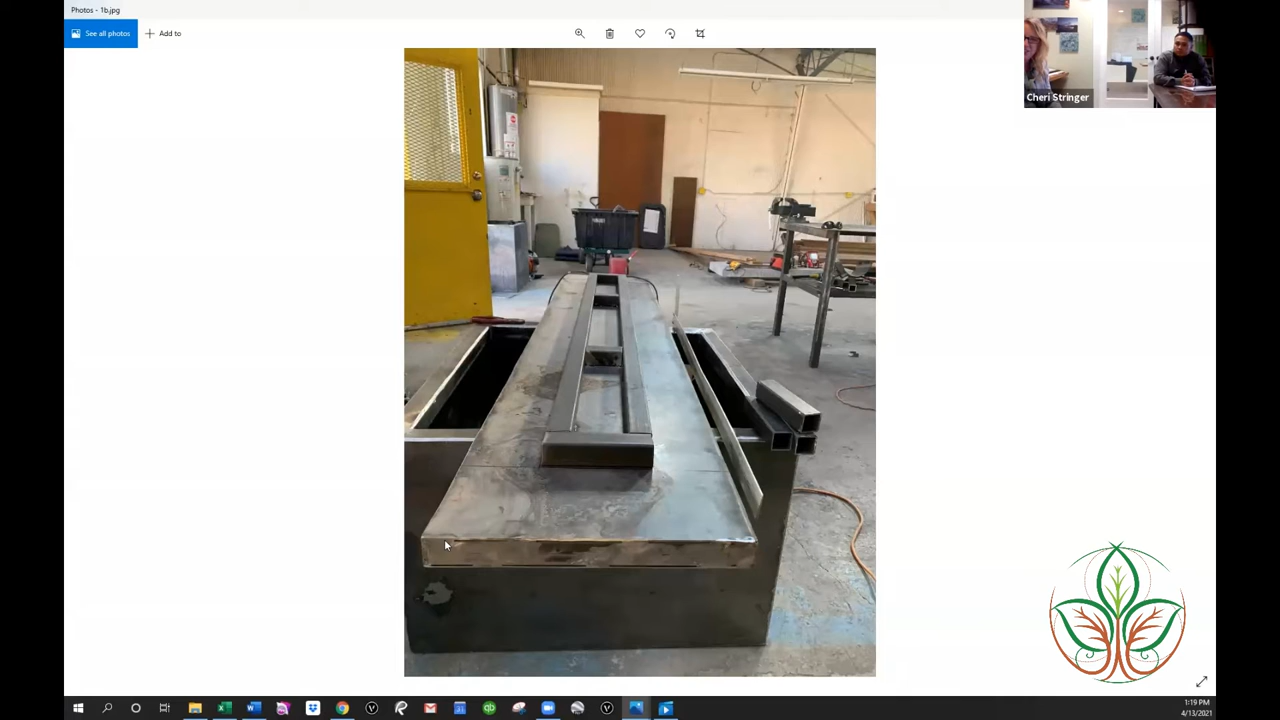 Photos - 1b.jpg
See all photos
Add to
Cheri Stringer
1:19 PM
4/13/2021